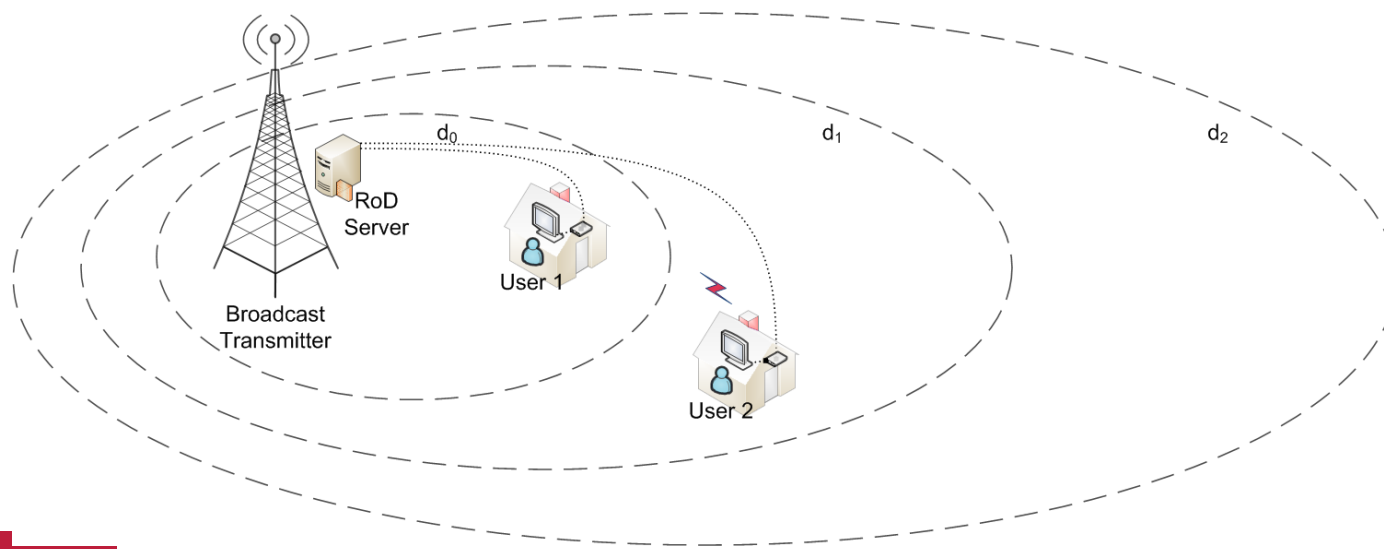 d₀
d₁
d₂
RoD
Server
User 1
Broadcast
Transmitter
User 2